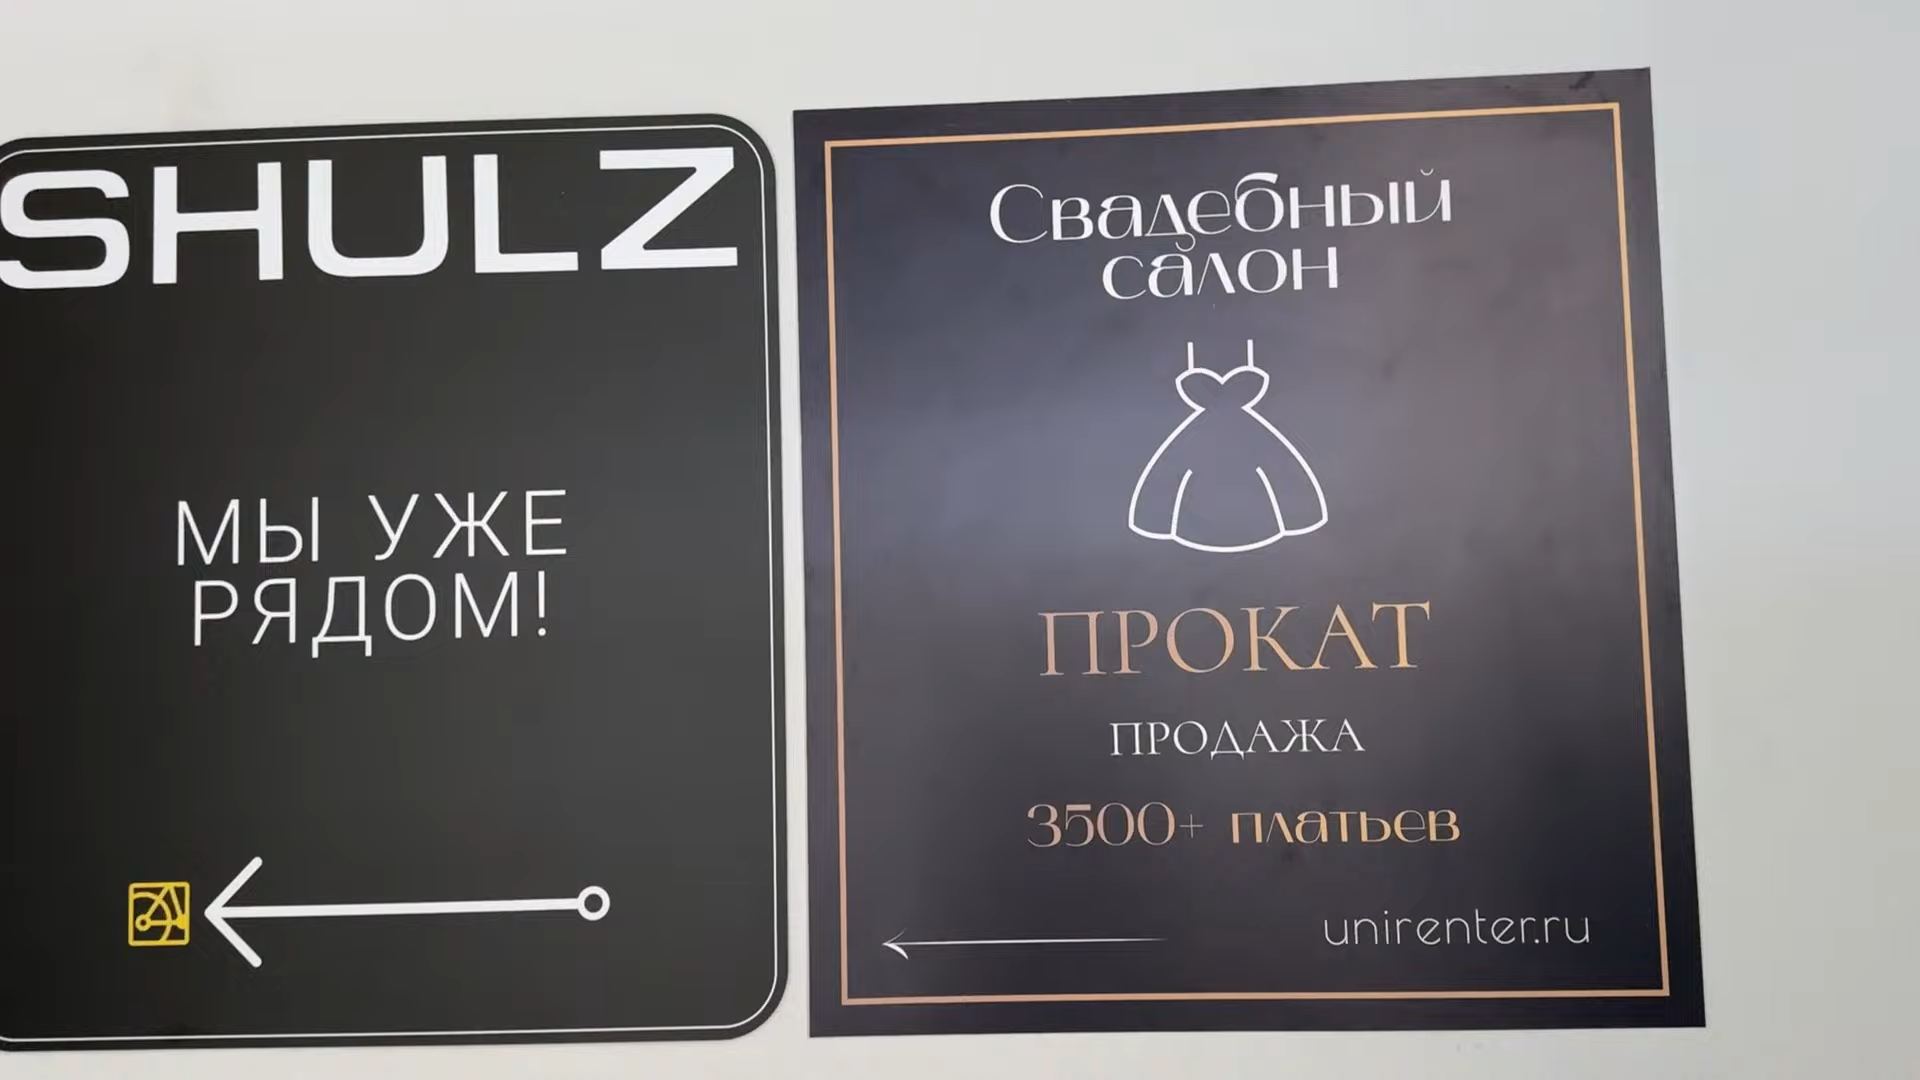 SHULZ
МЫ УЖЕ
РЯДОМ!
Свадебный
салон
ПРОКАТ
ПРОДАЖА
3500+ платьев
unirenter.ru